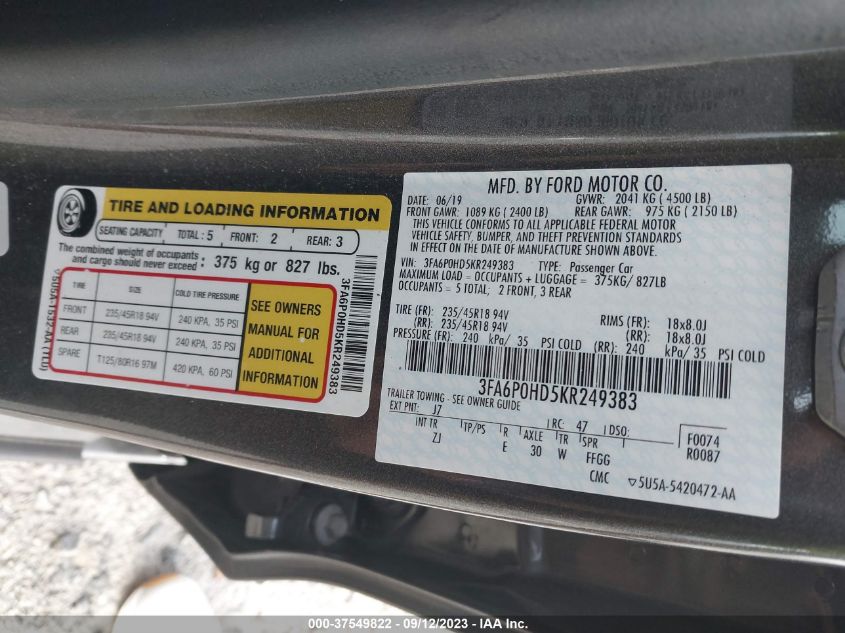 TIRE AND LOADING INFORMATION
SEATING CAPACITY TOTAL: 5 FRONT: 2 REAR: 3
The combined weight of occupants
and cargo should never exceed : 375 kg or 827 lbs.
TIRE SIZE COLD TIRE PRESSURE
FRONT 235/45R18 94V 240 KPA, 35 PSI
REAR 235/45R18 94V 240 KPA, 35 PSI
SPARE T125/80R16 97M 420 KPA, 60 PSI
SEE OWNERS
MANUAL FOR
ADDITIONAL
INFORMATION
3FA6P0HD5KR249383
MFD. BY FORD MOTOR CO.
DATE: 06/19 GVWR: 2041 KG ( 4500 LB)
FRONT GAWR: 1089 KG ( 2400 LB) REAR GAWR: 975 KG ( 2150 LB)
THIS VEHICLE CONFORMS TO ALL APPLICABLE FEDERAL MOTOR
VEHICLE SAFETY, BUMPER, AND THEFT PREVENTION STANDARDS
IN EFFECT ON THE DATE OF MANUFACTURE SHOWN ABOVE.
VIN: 3FA6P0HD5KR249383 TYPE: Passenger Car
MAXIMUM LOAD = OCCUPANTS + LUGGAGE = 375KG/ 827LB
OCCUPANTS = 5 TOTAL; 2 FRONT, 3 REAR
TIRE (FR): 235/45R18 94V RIMS (FR): 18x8.0J
(RR): 235/45R18 94V (RR): 18x8.0J
PRESSURE (FR): 240 kPa/ 35 PSI COLD (RR): 240 kPa/ 35 PSI COLD
3FA6P0HD5KR249383
TRAILER TOWING - SEE OWNER GUIDE
EXT PNT: J7 RC: 47 DSO: F0074
INT TR TP/PS R AXLE TR SPR R0087
ZJ E 30 W FFGG
CMC 5U5A-5420472-AA
000-37549822 - 09/12/2023 - IAA Inc.